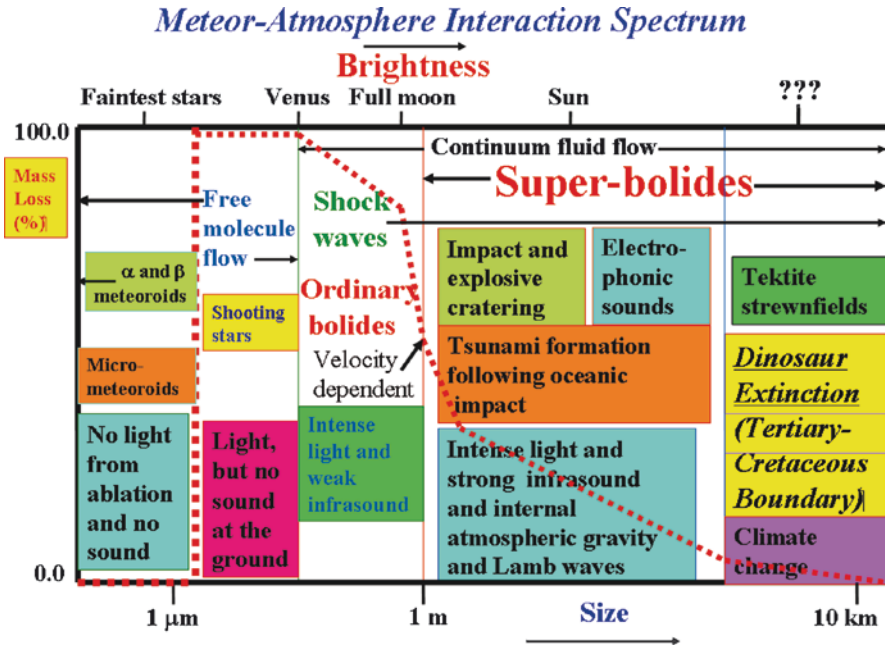 Meteor-Atmosphere Interaction Spectrum
Brightness
Faintest stars
Venus
Full moon
Sun
???
100.0
Mass
Loss
(%)
0.0
Continuum fluid flow
Super-bolides
Free
molecule
flow
Shock
waves
α and β
meteoroids
Shooting
stars
Ordinary
bolides
Velocity
dependent
Impact and
explosive
cratering
Electro-
phonic
sounds
Tektite
strewnfields
Micro-
meteoroids
Tsunami formation
following oceanic
impact
Dinosaur
Extinction
(Tertiary-
Cretaceous
Boundary)
No light
from
ablation
and no
sound
Light,
but no
sound
at the
ground
Intense
light and
weak
infrasound
Intense light and
strong infrasound
and internal
atmospheric gravity
and Lamb waves
Climate
change
1 μm
1 m
Size
10 km